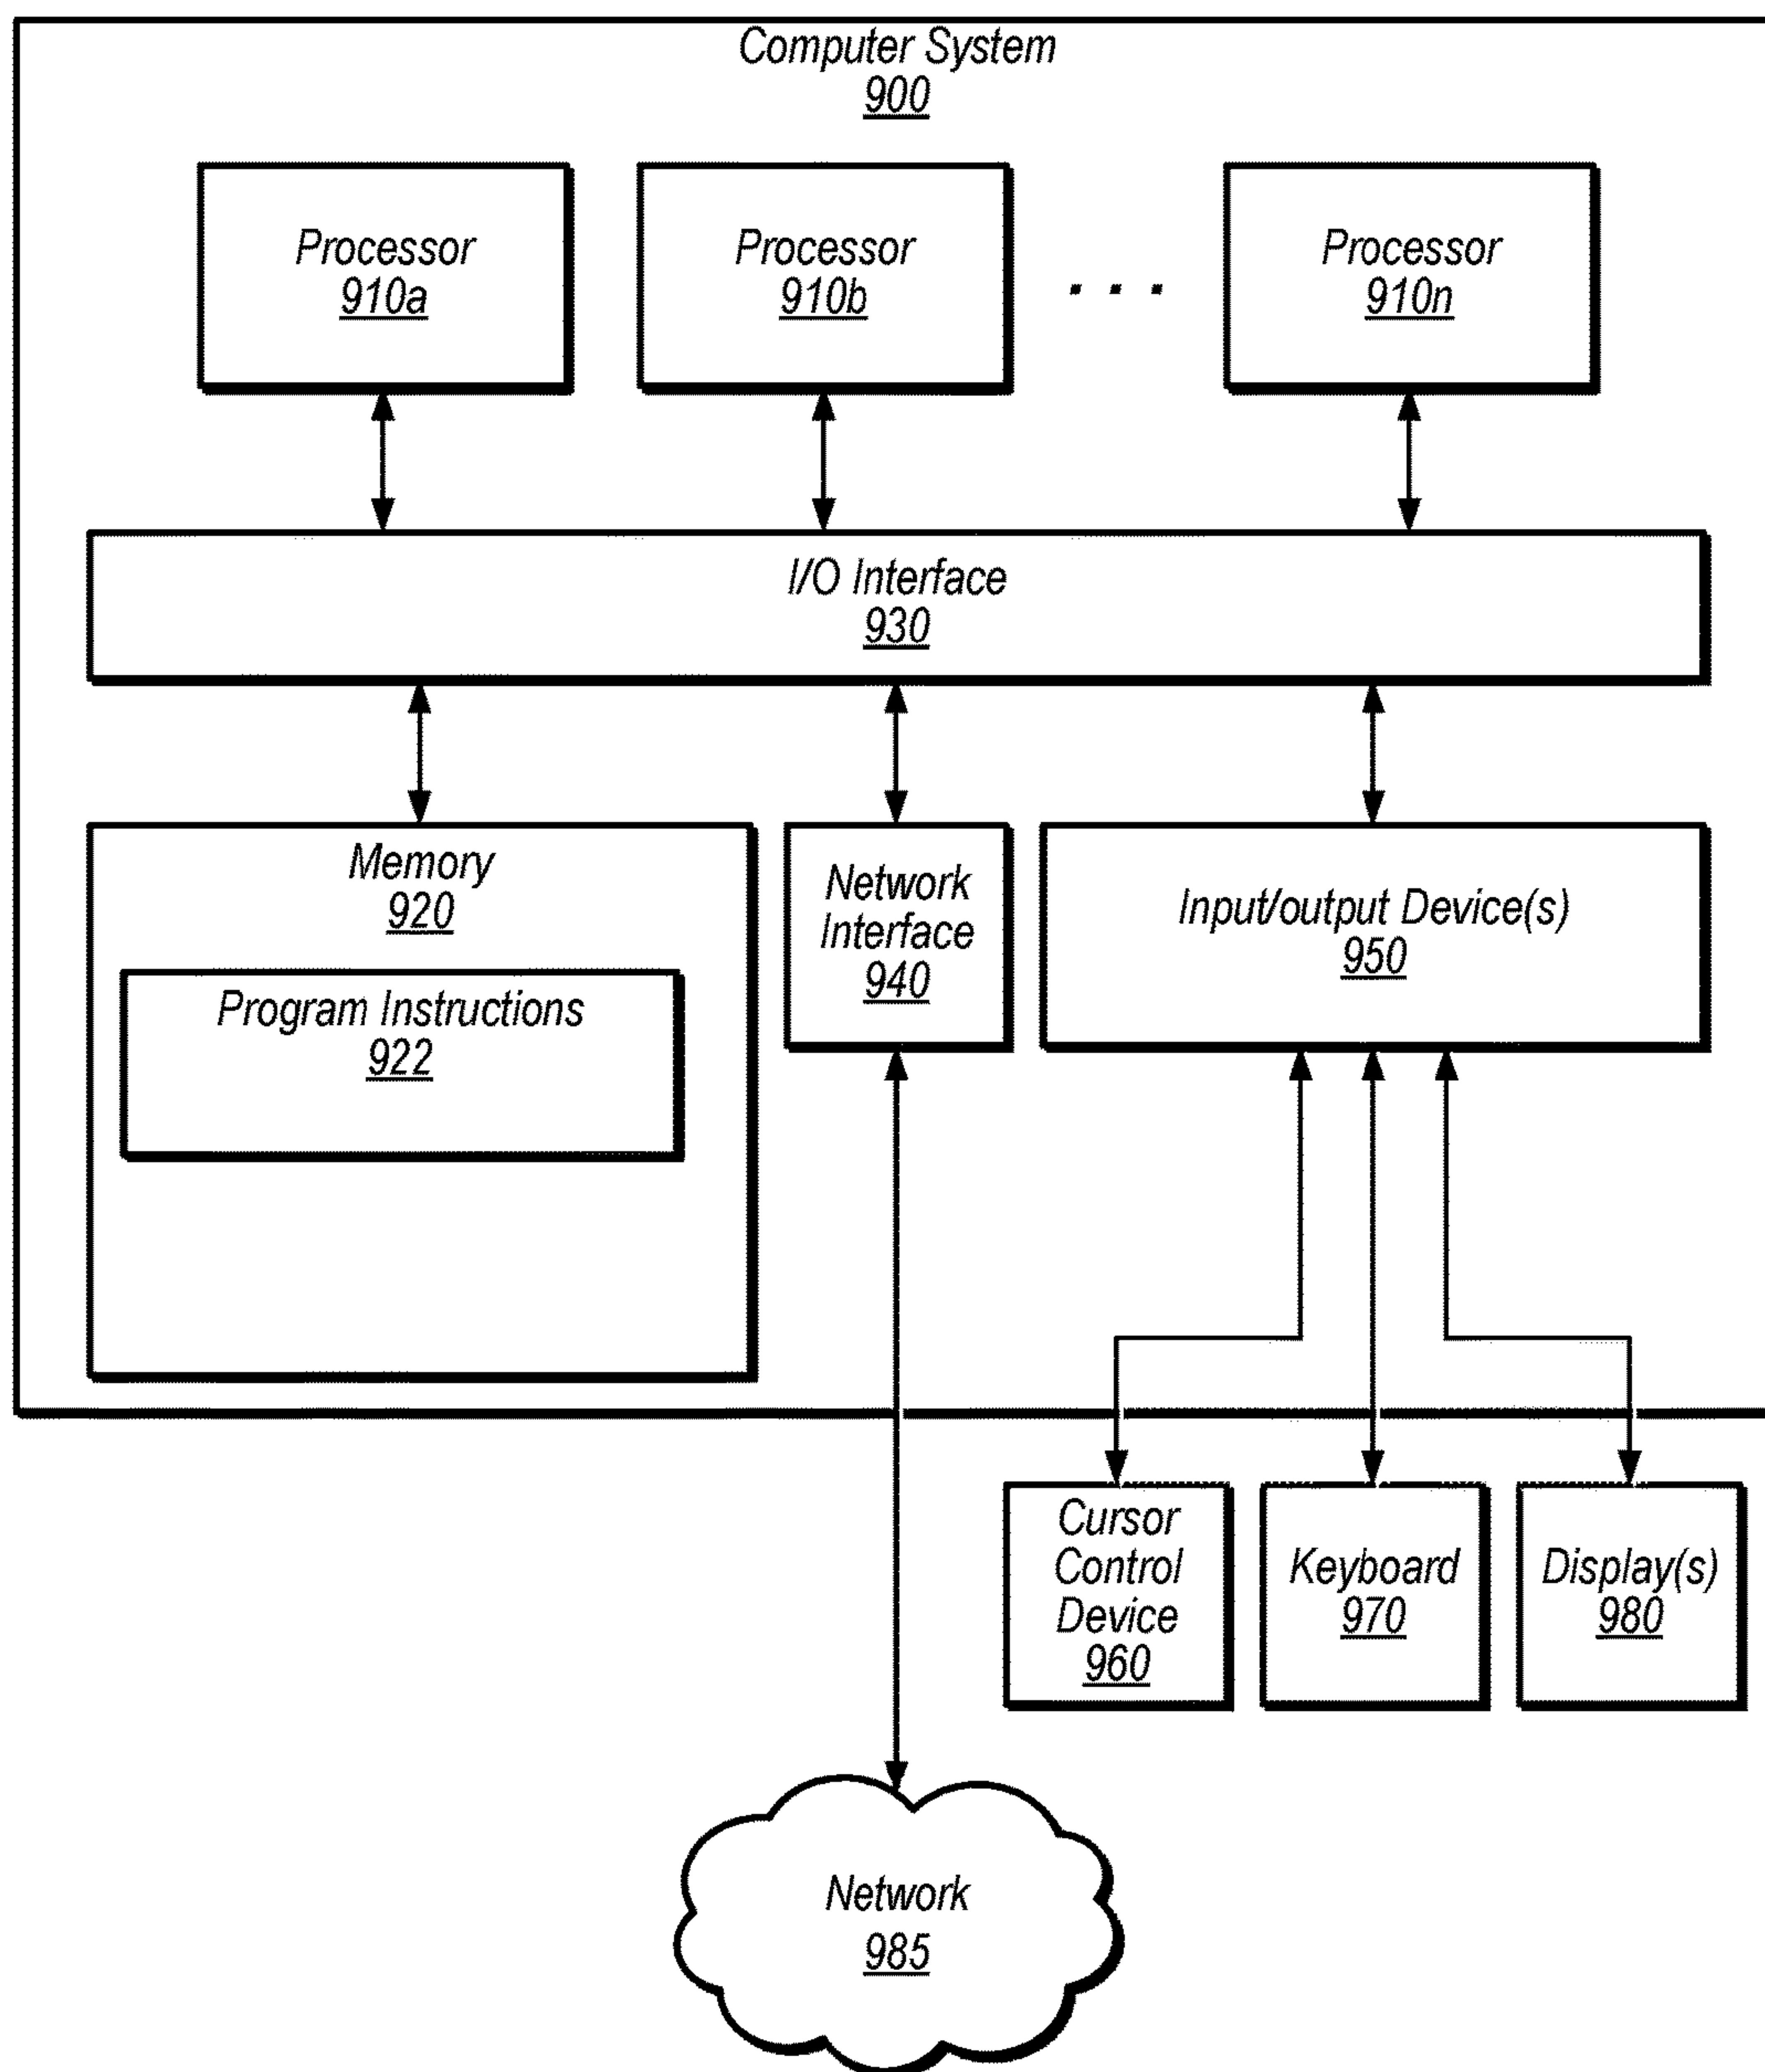 Computer System
900
Processor
910a
Processor
910b
. . .
Processor
910n
I/O Interface
930
Memory
920
Program Instructions
922
Network
Interface
940
Input/output Device(s)
950
Cursor
Control
Device
960
Keyboard
970
Display(s)
980
Network
985